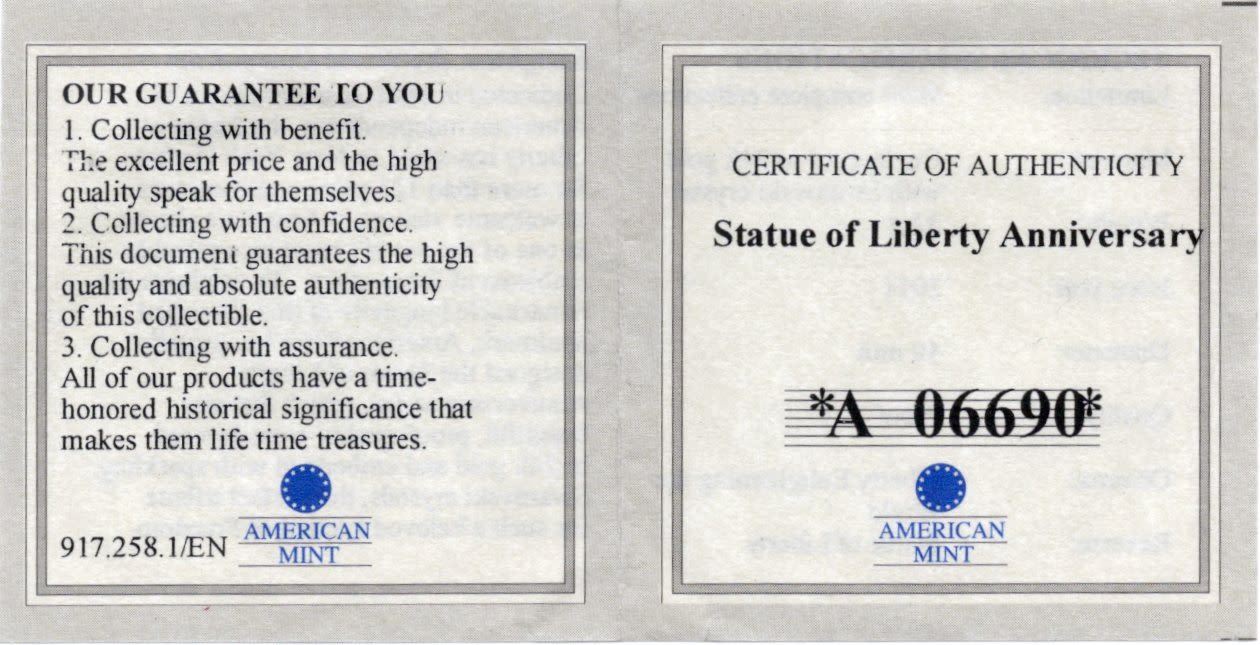 OUR GUARANTEE TO YOU
1. Collecting with benefit.
The excellent price and the high
quality speak for themselves.
2. Collecting with confidence.
This document guarantees the high
quality and absolute authenticity
of this collectible.
3. Collecting with assurance.
All of our products have a time-
honored historical significance that
makes them life time treasures.
917.258.1/EN
AMERICAN
MINT
CERTIFICATE OF AUTHENTICITY
Statue of Liberty Anniversary
*A 06690*
AMERICAN
MINT